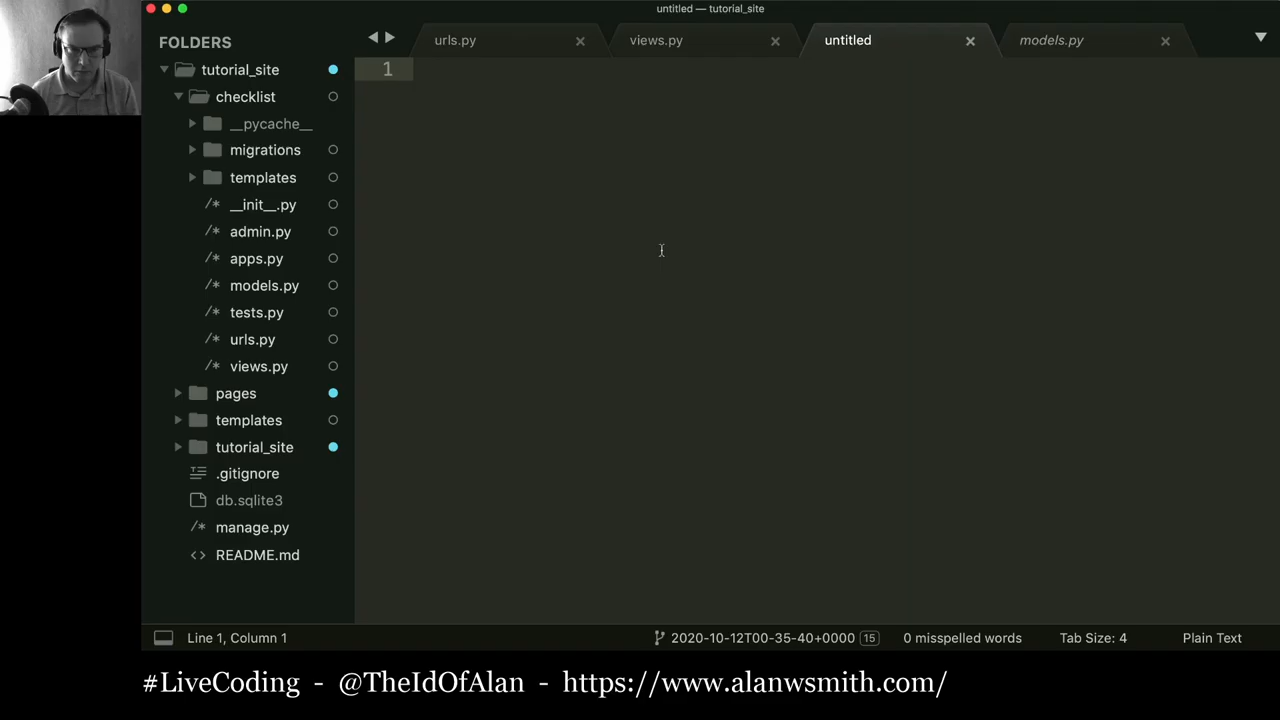 untitled — tutorial_site
FOLDERS
urls.py
views.py
untitled
models.py
tutorial_site
checklist
__pycache__
migrations
templates
/* __init__.py
/* admin.py
/* apps.py
/* models.py
/* tests.py
/* urls.py
/* views.py
pages
templates
tutorial_site
.gitignore
db.sqlite3
/* manage.py
<> README.md
1
Line 1, Column 1
2020-10-12T00-35-40+0000
15
0 misspelled words
Tab Size: 4
Plain Text
#LiveCoding - @TheIdOfAlan - https://www.alanwsmith.com/